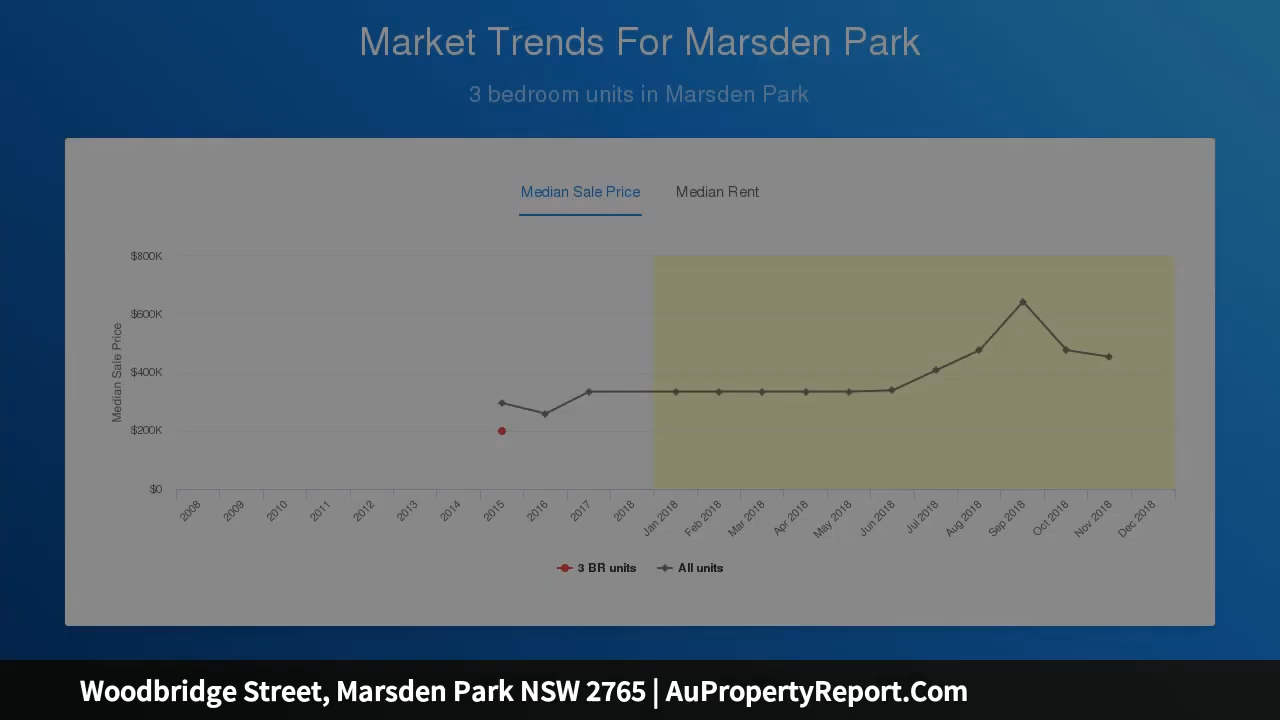 Market Trends For Marsden Park
3 bedroom units in Marsden Park
Median Sale Price Median Rent
$800K
$600K
$400K
$200K
$0
Median Sale Price
2008 2009 2010 2011 2012 2013 2014 2015 2016 2017 2018 Jan 2018 Feb 2018 Mar 2018 Apr 2018 May 2018 Jun 2018 Jul 2018 Aug 2018 Sep 2018 Oct 2018 Nov 2018 Dec 2018
3 BR units All units
Woodbridge Street, Marsden Park NSW 2765 | AuPropertyReport.Com